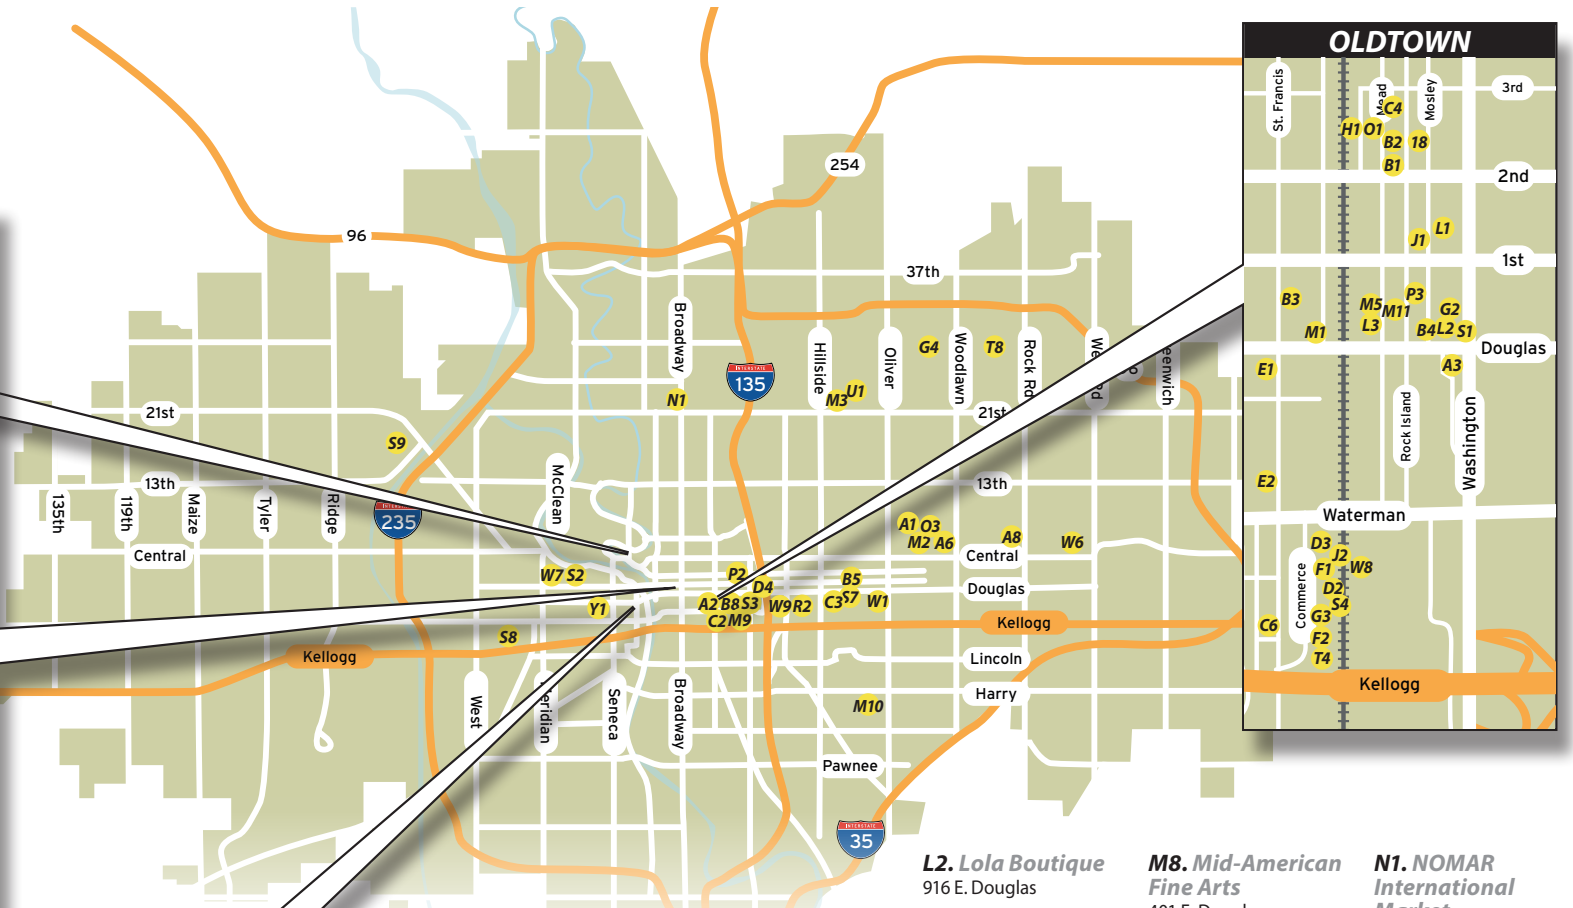 OLDTOWN
St. Francis
Mead
Mosley
3rd
C4
H1 O1
B2 18
B1
2nd
L1
J1
1st
B3
M5
P3
M11
G2
L3
M1
B4 L2 S1
Douglas
E1
A3
Rock Island
Washington
E2
Waterman
D3
J2
F1
W8
D2
S4
G3
C6
Commerce
F2
T4
Kellogg
254
96
37th
Broadway
Hillside
Oliver
G4
Woodlawn
T8
Rock Rd
INTERSTATE
135
N1
M3 U1
21st
21st
S9
13th
13th
135th
119th
Maize
Tyler
Ridge
INTERSTATE
235
McClean
Central
A1 O3
M2 A6
A8
W6
Central
W7 S2
P2
D4
B5
Douglas
Y1
A2 B8 S3 W9 R2
C3 S7 W1
C2 M9
S8
Kellogg
Kellogg
Lincoln
Harry
West
Seneca
Broadway
M10
Pawnee
INTERSTATE
35
L2. Lola Boutique
916 E. Douglas
M8. Mid-American
Fine Arts
N1. NOMAR
International